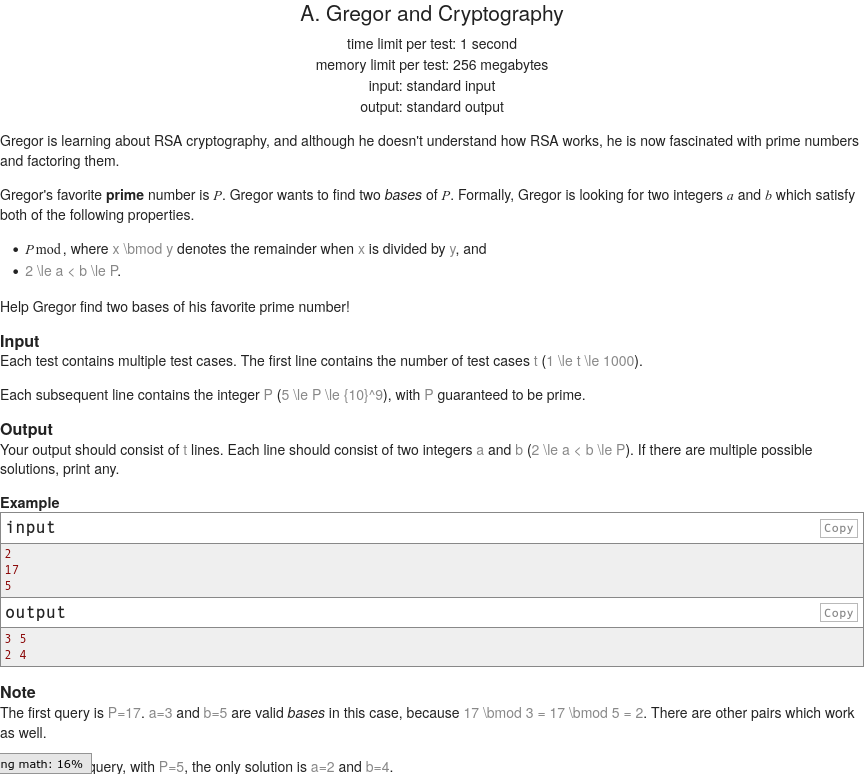 A. Gregor and Cryptography
time limit per test: 1 second
memory limit per test: 256 megabytes
input: standard input
output: standard output
Gregor is learning about RSA cryptography, and although he doesn't understand how RSA works, he is now fascinated with prime numbers
and factoring them.
Gregor's favorite prime number is P. Gregor wants to find two bases of P. Formally, Gregor is looking for two integers a and b which satisfy
both of the following properties.
• P mod , where x \bmod y denotes the remainder when x is divided by y, and
• 2 \le a < b \le P.
Help Gregor find two bases of his favorite prime number!
Input
Each test contains multiple test cases. The first line contains the number of test cases t (1 \le t \le 1000).
Each subsequent line contains the integer P (5 \le P \le {10}^9), with P guaranteed to be prime.
Output
Your output should consist of t lines. Each line should consist of two integers a and b (2 \le a < b \le P). If there are multiple possible
solutions, print any.
Example
input Copy
2
17
5
output Copy
3 5
2 4
Note
The first query is P=17. a=3 and b=5 are valid bases in this case, because 17 \bmod 3 = 17 \bmod 5 = 2. There are other pairs which work
as well.
ng math: 16% query, with P=5, the only solution is a=2 and b=4.